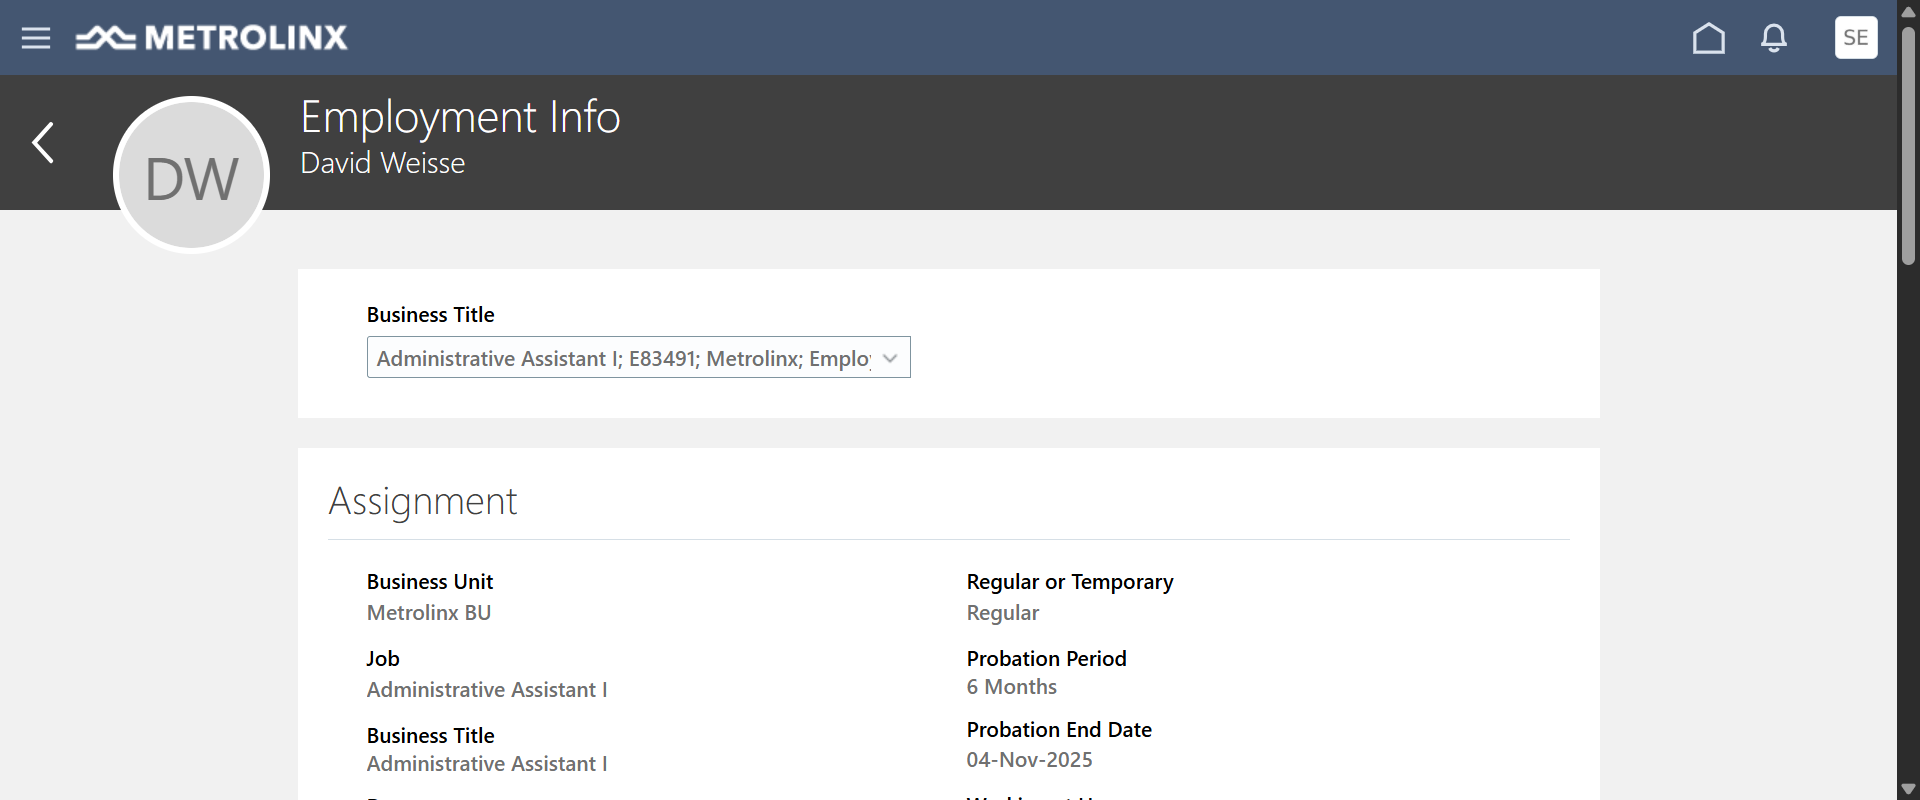 METROLINX
SE
Employment Info
David Weisse
DW
Business Title
Administrative Assistant I; E83491; Metrolinx;
Assignment
Business Unit
Metrolinx BU
Regular or Temporary
Regular
Job
Administrative Assistant I
Probation Period
6 Months
Business Title
Administrative Assistant I
Probation End Date
04-Nov-2025